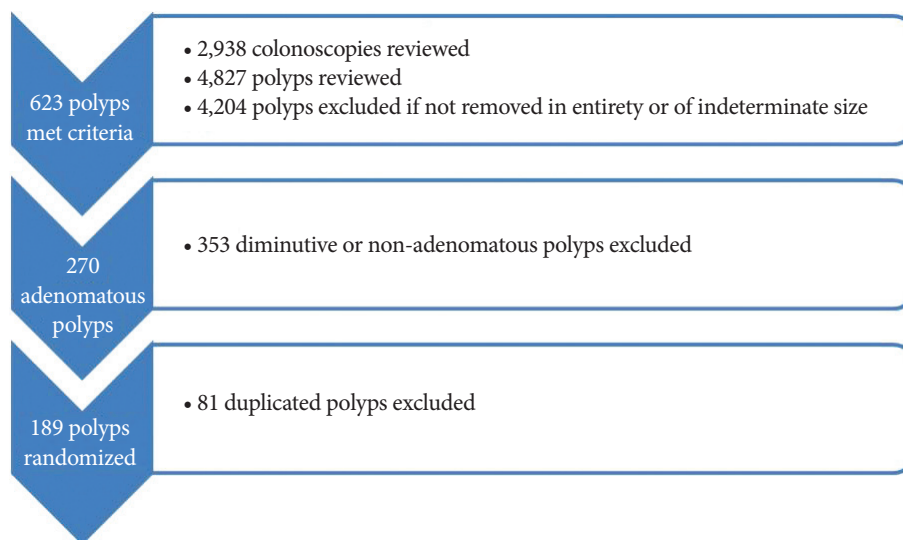 623 polyps
met criteria
• 2,938 colonoscopies reviewed
• 4,827 polyps reviewed
• 4,204 polyps excluded if not removed in entirety or of indeterminate size
270
adenomatous
polyps
• 353 diminutive or non-adenomatous polyps excluded
189 polyps
randomized
• 81 duplicated polyps excluded